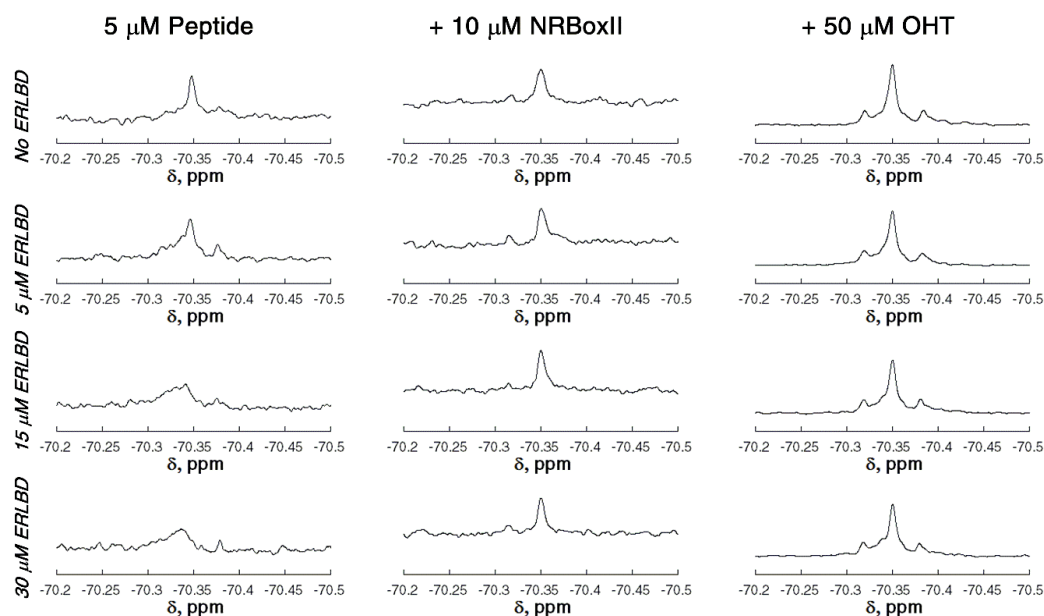 5 μM Peptide + 10 μM NRBoxII + 50 μM OHT
No ERLBD
-70.2 -70.25 -70.3 -70.35 -70.4 -70.45 -70.5 -70.2 -70.25 -70.3 -70.35 -70.4 -70.45 -70.5 -70.2 -70.25 -70.3 -70.35 -70.4 -70.45 -70.5
δ, ppm δ, ppm δ, ppm
5 μM ERLBD
-70.2 -70.25 -70.3 -70.35 -70.4 -70.45 -70.5 -70.2 -70.25 -70.3 -70.35 -70.4 -70.45 -70.5 -70.2 -70.25 -70.3 -70.35 -70.4 -70.45 -70.5
δ, ppm δ, ppm δ, ppm
15 μM ERLBD
-70.2 -70.25 -70.3 -70.35 -70.4 -70.45 -70.5 -70.2 -70.25 -70.3 -70.35 -70.4 -70.45 -70.5 -70.2 -70.25 -70.3 -70.35 -70.4 -70.45 -70.5
δ, ppm δ, ppm δ, ppm
30 μM ERLBD
-70.2 -70.25 -70.3 -70.35 -70.4 -70.45 -70.5 -70.2 -70.25 -70.3 -70.35 -70.4 -70.45 -70.5 -70.2 -70.25 -70.3 -70.35 -70.4 -70.45 -70.5
δ, ppm δ, ppm δ, ppm